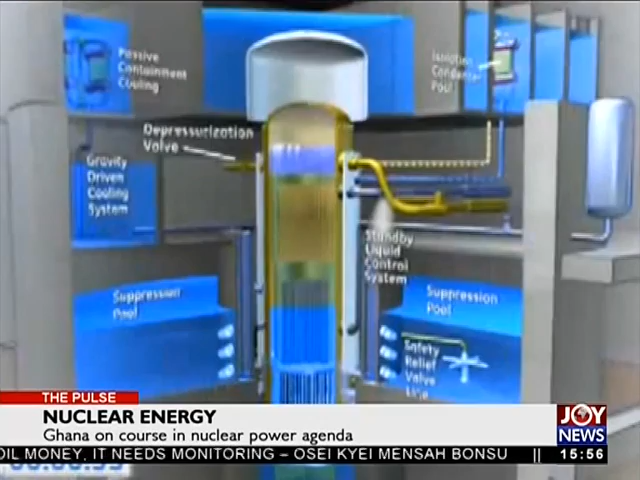 Passive
Containment
Cooling
Isolation
Condenser
Pool
Depressurization
Valve
Gravity
Driven
Cooling
System
Standby
Liquid
Control
System
Suppression
Pool
Suppression
Pool
Safety
Relief
Valve
Line
THE PULSE
NUCLEAR ENERGY
Ghana on course in nuclear power agenda
JOY
NEWS
OIL MONEY, IT NEEDS MONITORING – OSEI KYEI MENSAH BONSU || 15:56